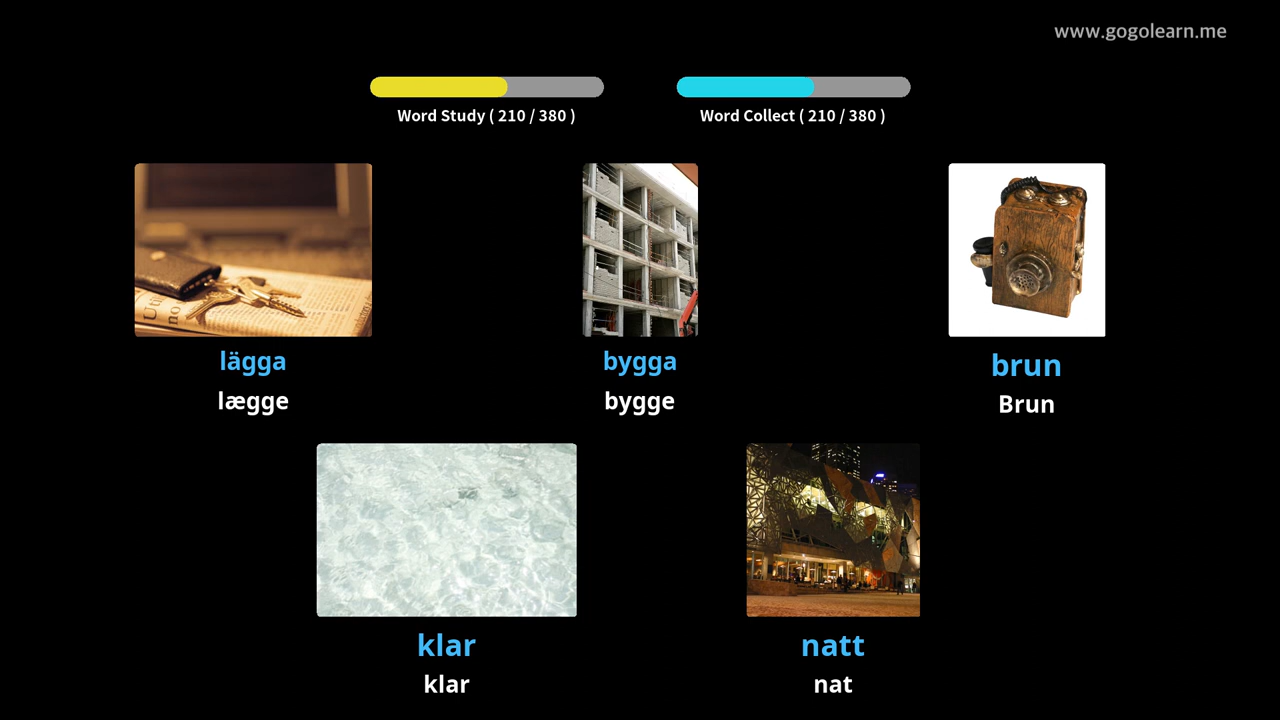 www.gogolearn.me
Word Study ( 210 / 380 )
Word Collect ( 210 / 380 )
lägga
lægge
bygga
bygge
brun
Brun
klar
klar
natt
nat